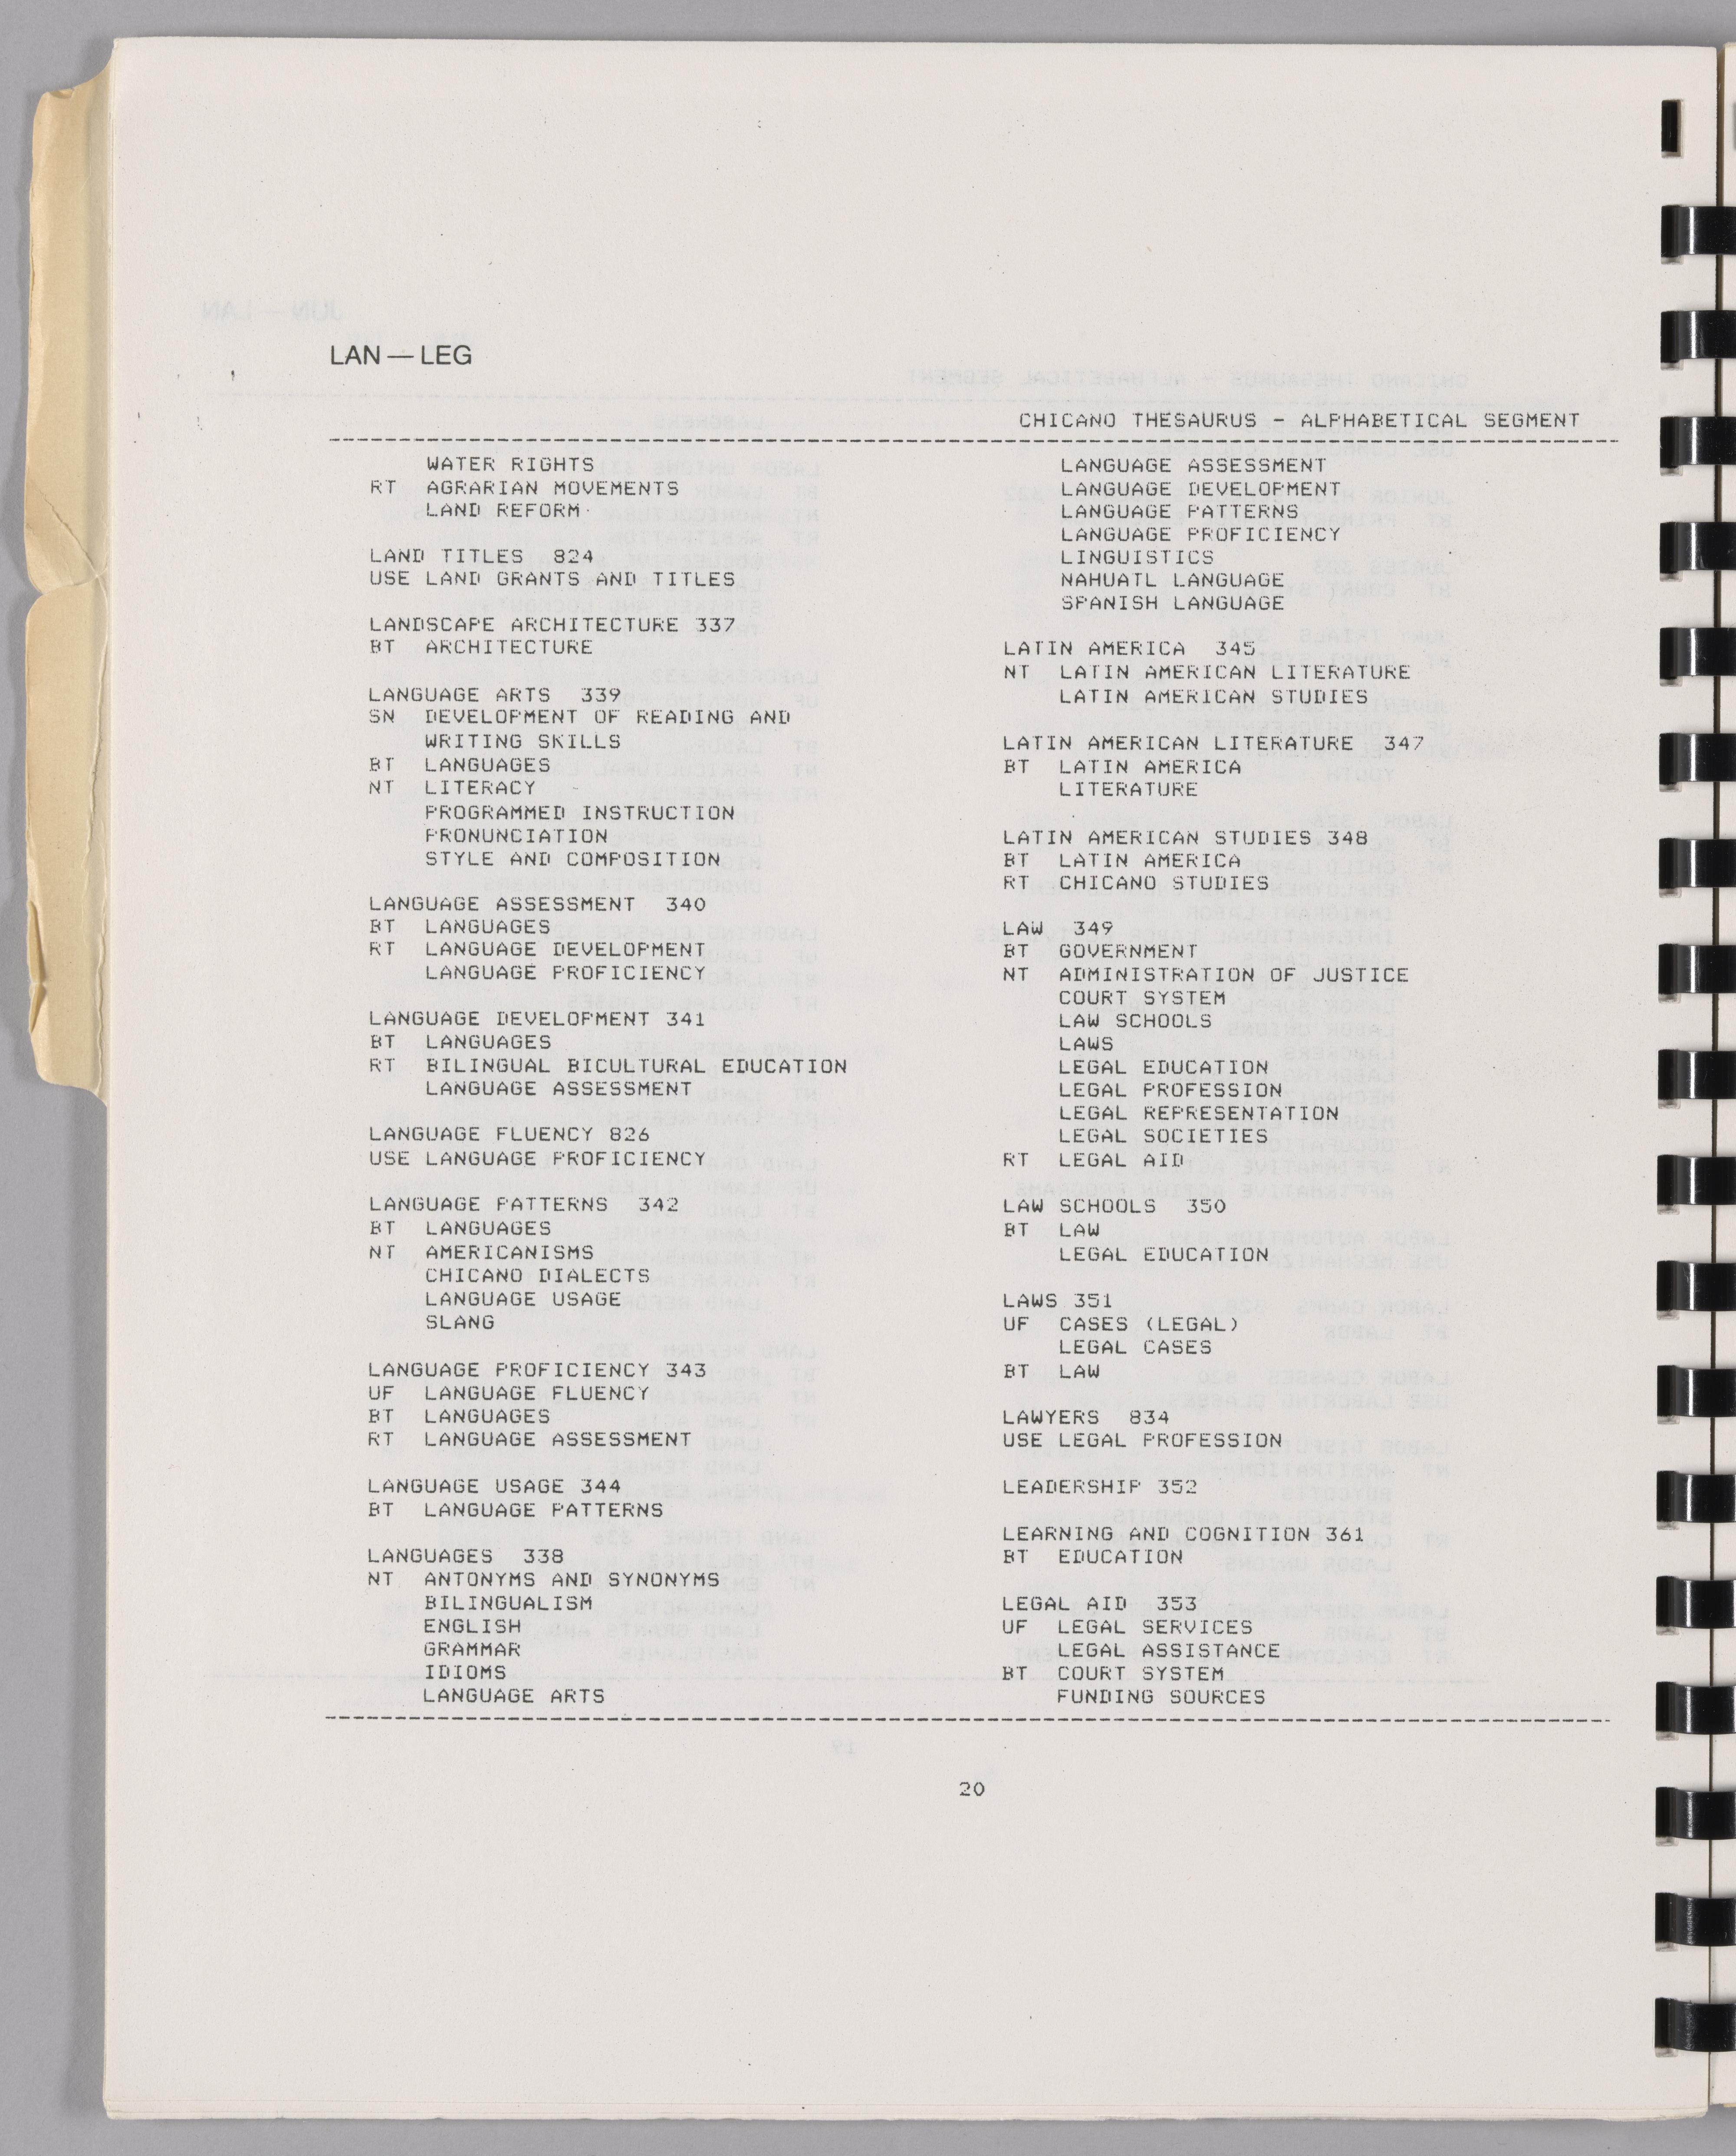 LAN — LEG
CHICANO THESAURUS - ALPHABETICAL SEGMENT
WATER RIGHTS
RT AGRARIAN MOVEMENTS
LAND REFORM
LAND TITLES 824
USE LAND GRANTS AND TITLES
LANDSCAPE ARCHITECTURE 337
BT ARCHITECTURE
LANGUAGE ARTS 339
SN DEVELOPMENT OF READING AND
WRITING SKILLS
BT LANGUAGES
NT LITERACY
PROGRAMMED INSTRUCTION
PRONUNCIATION
STYLE AND COMPOSITION
LANGUAGE ASSESSMENT 340
BT LANGUAGES
RT LANGUAGE DEVELOPMENT
LANGUAGE PROFICIENCY
LANGUAGE DEVELOPMENT 341
BT LANGUAGES
RT BILINGUAL BICULTURAL EDUCATION
LANGUAGE ASSESSMENT
LANGUAGE FLUENCY 826
USE LANGUAGE PROFICIENCY
LANGUAGE PATTERNS 342
BT LANGUAGES
NT AMERICANISMS
CHICANO DIALECTS
LANGUAGE USAGE
SLANG
LANGUAGE PROFICIENCY 343
UF LANGUAGE FLUENCY
BT LANGUAGES
RT LANGUAGE ASSESSMENT
LANGUAGE USAGE 344
BT LANGUAGE PATTERNS
LANGUAGES 338
NT ANTONYMS AND SYNONYMS
BILINGUALISM
ENGLISH
GRAMMAR
IDIOMS
LANGUAGE ARTS
LANGUAGE ASSESSMENT
LANGUAGE DEVELOPMENT
LANGUAGE PATTERNS
LANGUAGE PROFICIENCY
LINGUISTICS
NAHUATL LANGUAGE
SPANISH LANGUAGE
LATIN AMERICA 345
NT LATIN AMERICAN LITERATURE
LATIN AMERICAN STUDIES
LATIN AMERICAN LITERATURE 347
BT LATIN AMERICA
LITERATURE
LATIN AMERICAN STUDIES 348
BT LATIN AMERICA
RT CHICANO STUDIES
LAW 349
BT GOVERNMENT
NT ADMINISTRATION OF JUSTICE
COURT SYSTEM
LAW SCHOOLS
LAWS
LEGAL EDUCATION
LEGAL PROFESSION
LEGAL REPRESENTATION
LEGAL SOCIETIES
RT LEGAL AID
LAW SCHOOLS 350
BT LAW
LEGAL EDUCATION
LAWS 351
UF CASES (LEGAL)
LEGAL CASES
BT LAW
LAWYERS 834
USE LEGAL PROFESSION
LEADERSHIP 352
LEARNING AND COGNITION 361
BT EDUCATION
LEGAL AID 353
UF LEGAL SERVICES
LEGAL ASSISTANCE
BT COURT SYSTEM
FUNDING SOURCES
20